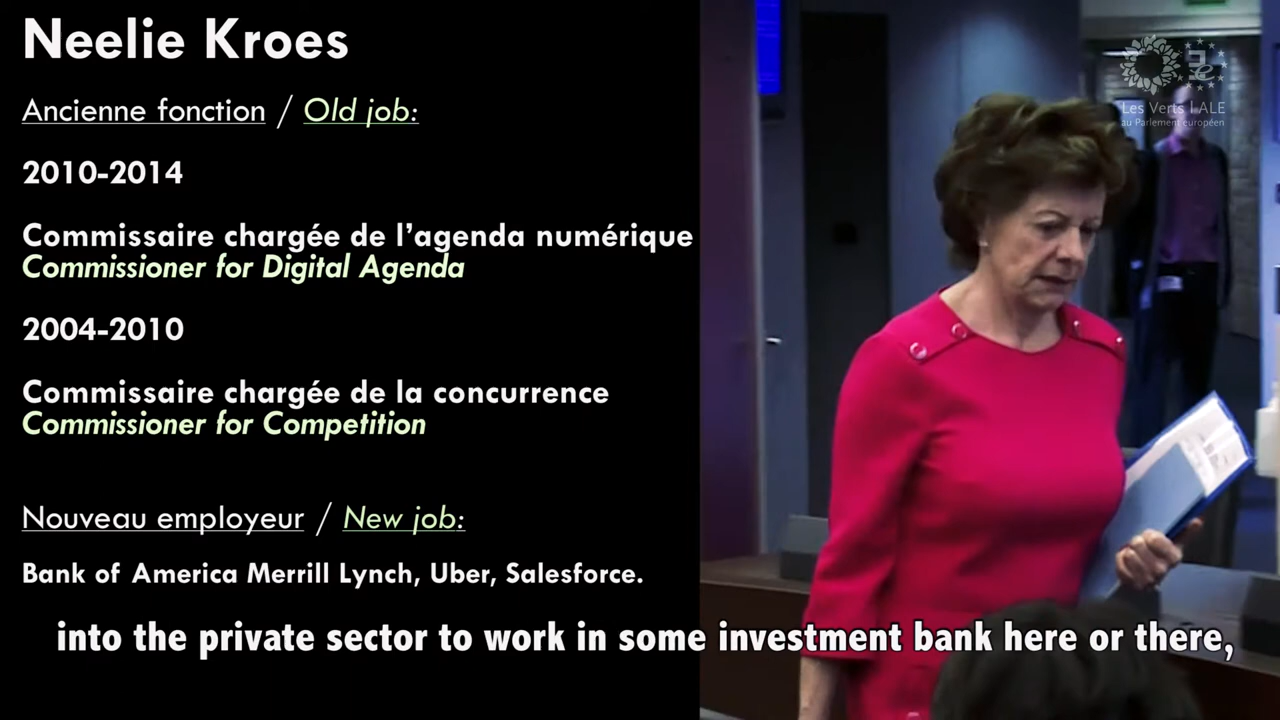 Neelie Kroes
Ancienne fonction / Old job:
2010-2014
Commissaire chargée de l’agenda numérique
Commissioner for Digital Agenda
2004-2010
Commissaire chargée de la concurrence
Commissioner for Competition
Nouveau employeur / New job:
Bank of America Merrill Lynch, Uber, Salesforce.
into the private sector to work in some investment bank here or there,
Les Verts | ALE
au Parlement européen